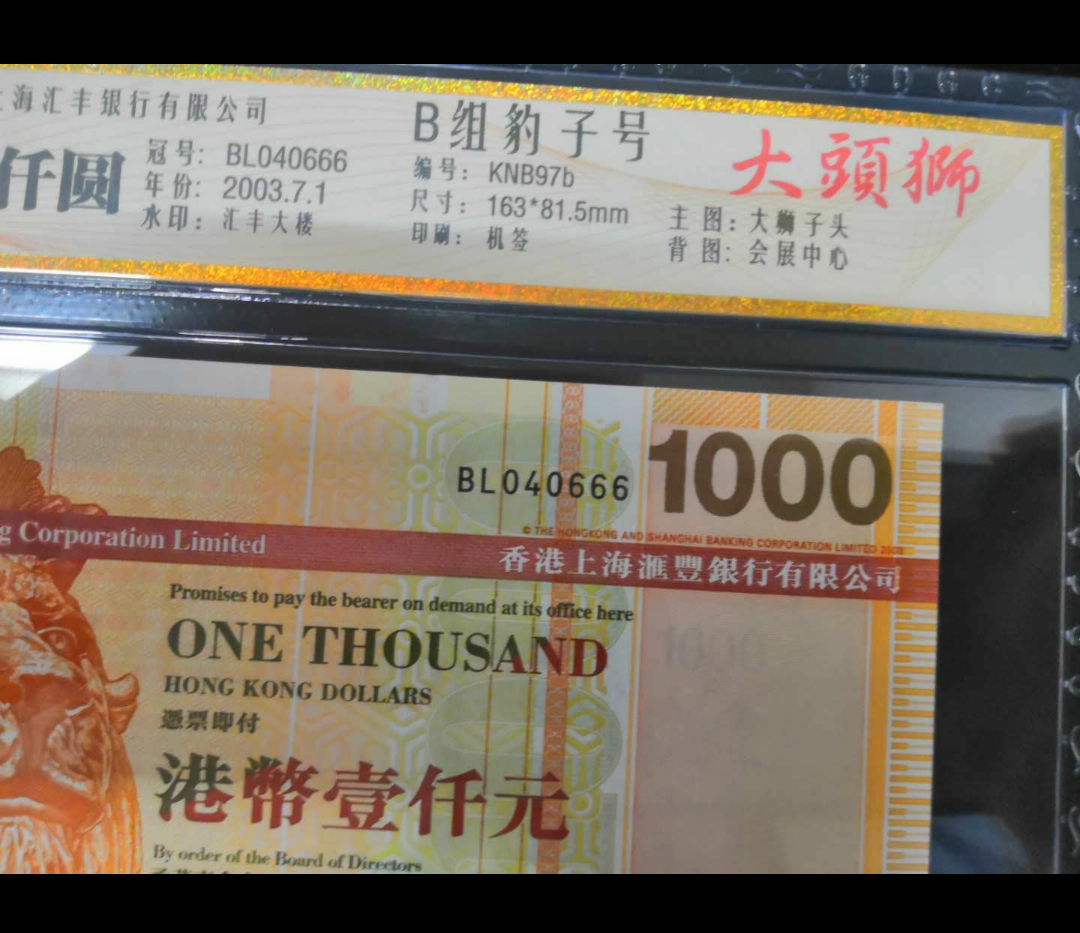 上海汇丰银行有限公司
仟圆
冠号: BL040666
年份: 2003.7.1
水印: 汇丰大楼
B组豹子号
编号: KNB97b
尺寸: 163*81.5mm
印刷: 机签
大頭獅
主图: 大狮子头
背图: 会展中心
BL040666
1000
© THE HONGKONG AND SHANGHAI BANKING CORPORATION LIMITED
g Corporation Limited
香港上海滙豐銀行有限公司
Promises to pay the bearer on demand at its office here
ONE THOUSAND
HONG KONG DOLLARS
憑票即付
港幣壹仟元
By order of the Board of Directors